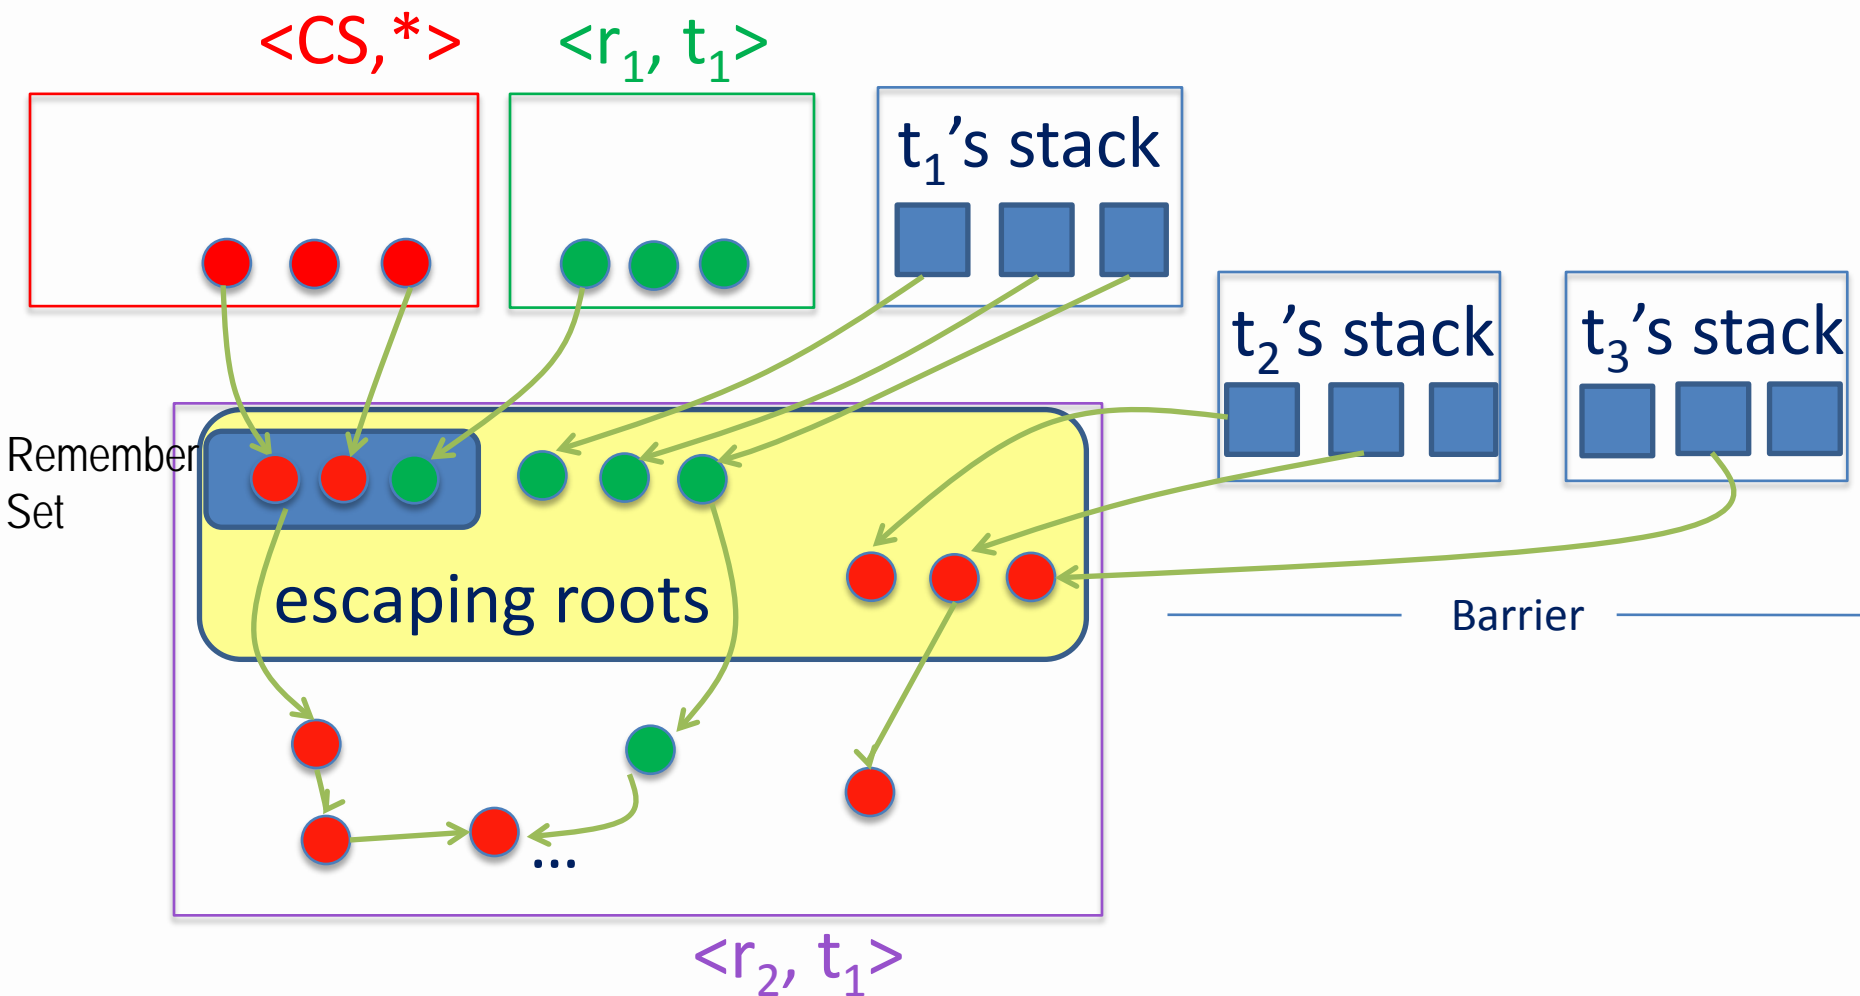 <CS,*>
<r₁, t₁>
t₁’s stack
t₂’s stack
t₃’s stack
Remember
Set
escaping roots
Barrier
...
<r₂, t₁>